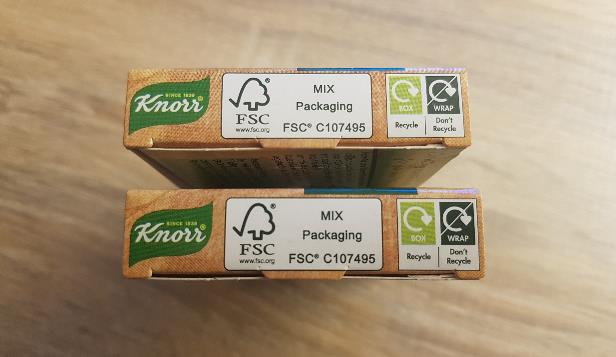 SINCE 1838
Knorr
FSC
www.fsc.org
MIX
Packaging
FSC® C107495
BOX
Recycle
WRAP
Don't
Recycle
SINCE 1838
Knorr
FSC
www.fsc.org
MIX
Packaging
FSC® C107495
BOX
Recycle
WRAP
Don't
Recycle